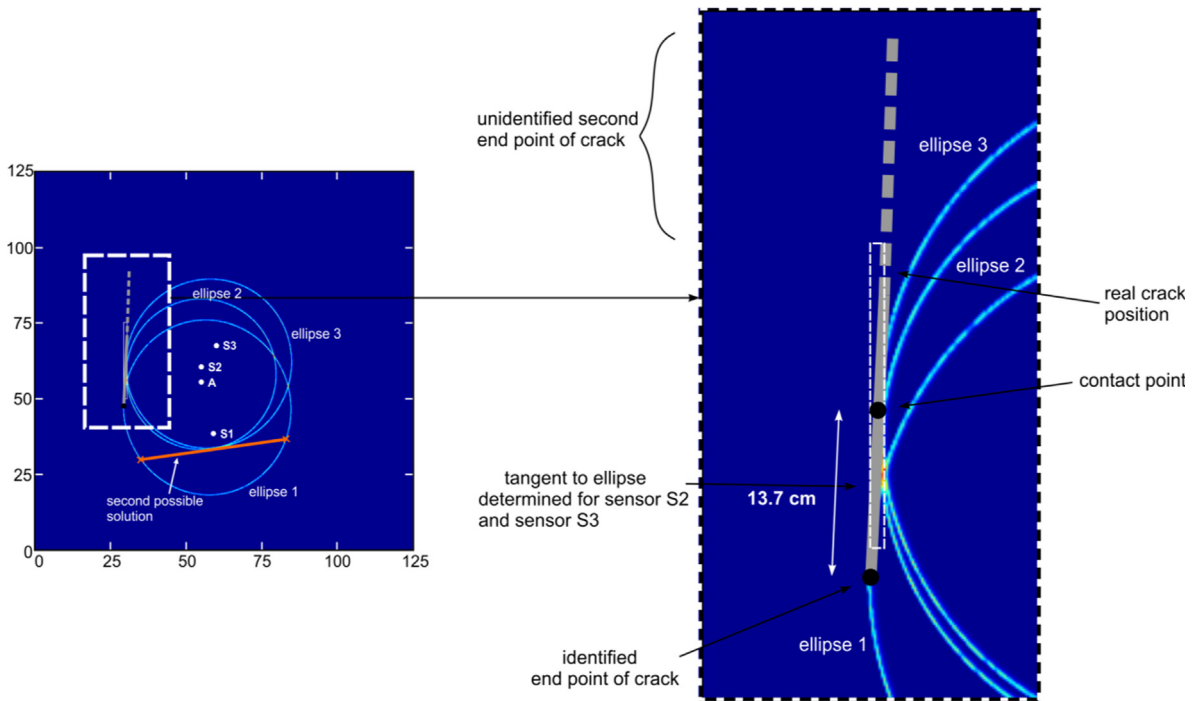 125
100
75
50
25
0
0
25
50
75
100
125
ellipse 2
ellipse 3
S3
S2
A
S1
ellipse 1
second possible
solution
unidentified second
end point of crack
ellipse 3
ellipse 2
real crack
position
contact point
tangent to ellipse
determined for sensor S2
and sensor S3
13.7 cm
ellipse 1
identified
end point of crack